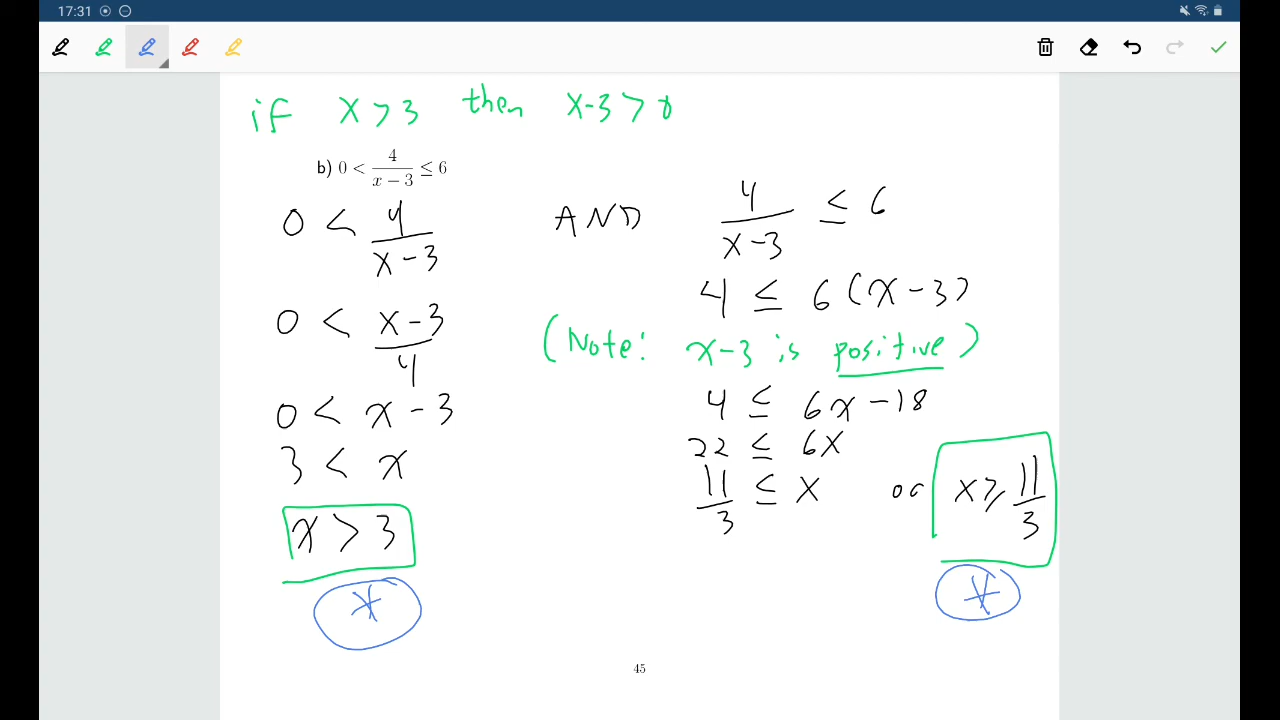 17:31
if x > 3 then x-3 > 0
b) 0 < 4/(x − 3) ≤ 6
0 < 4/(x-3) AND 4/(x-3) ≤ 6
4 ≤ 6(x-3)
0 < (x-3)/4
(Note: x-3 is positive)
0 < x-3
4 ≤ 6x-18
3 < x
22 ≤ 6x
11/3 ≤ x or x ≥ 11/3
x > 3
* *
45